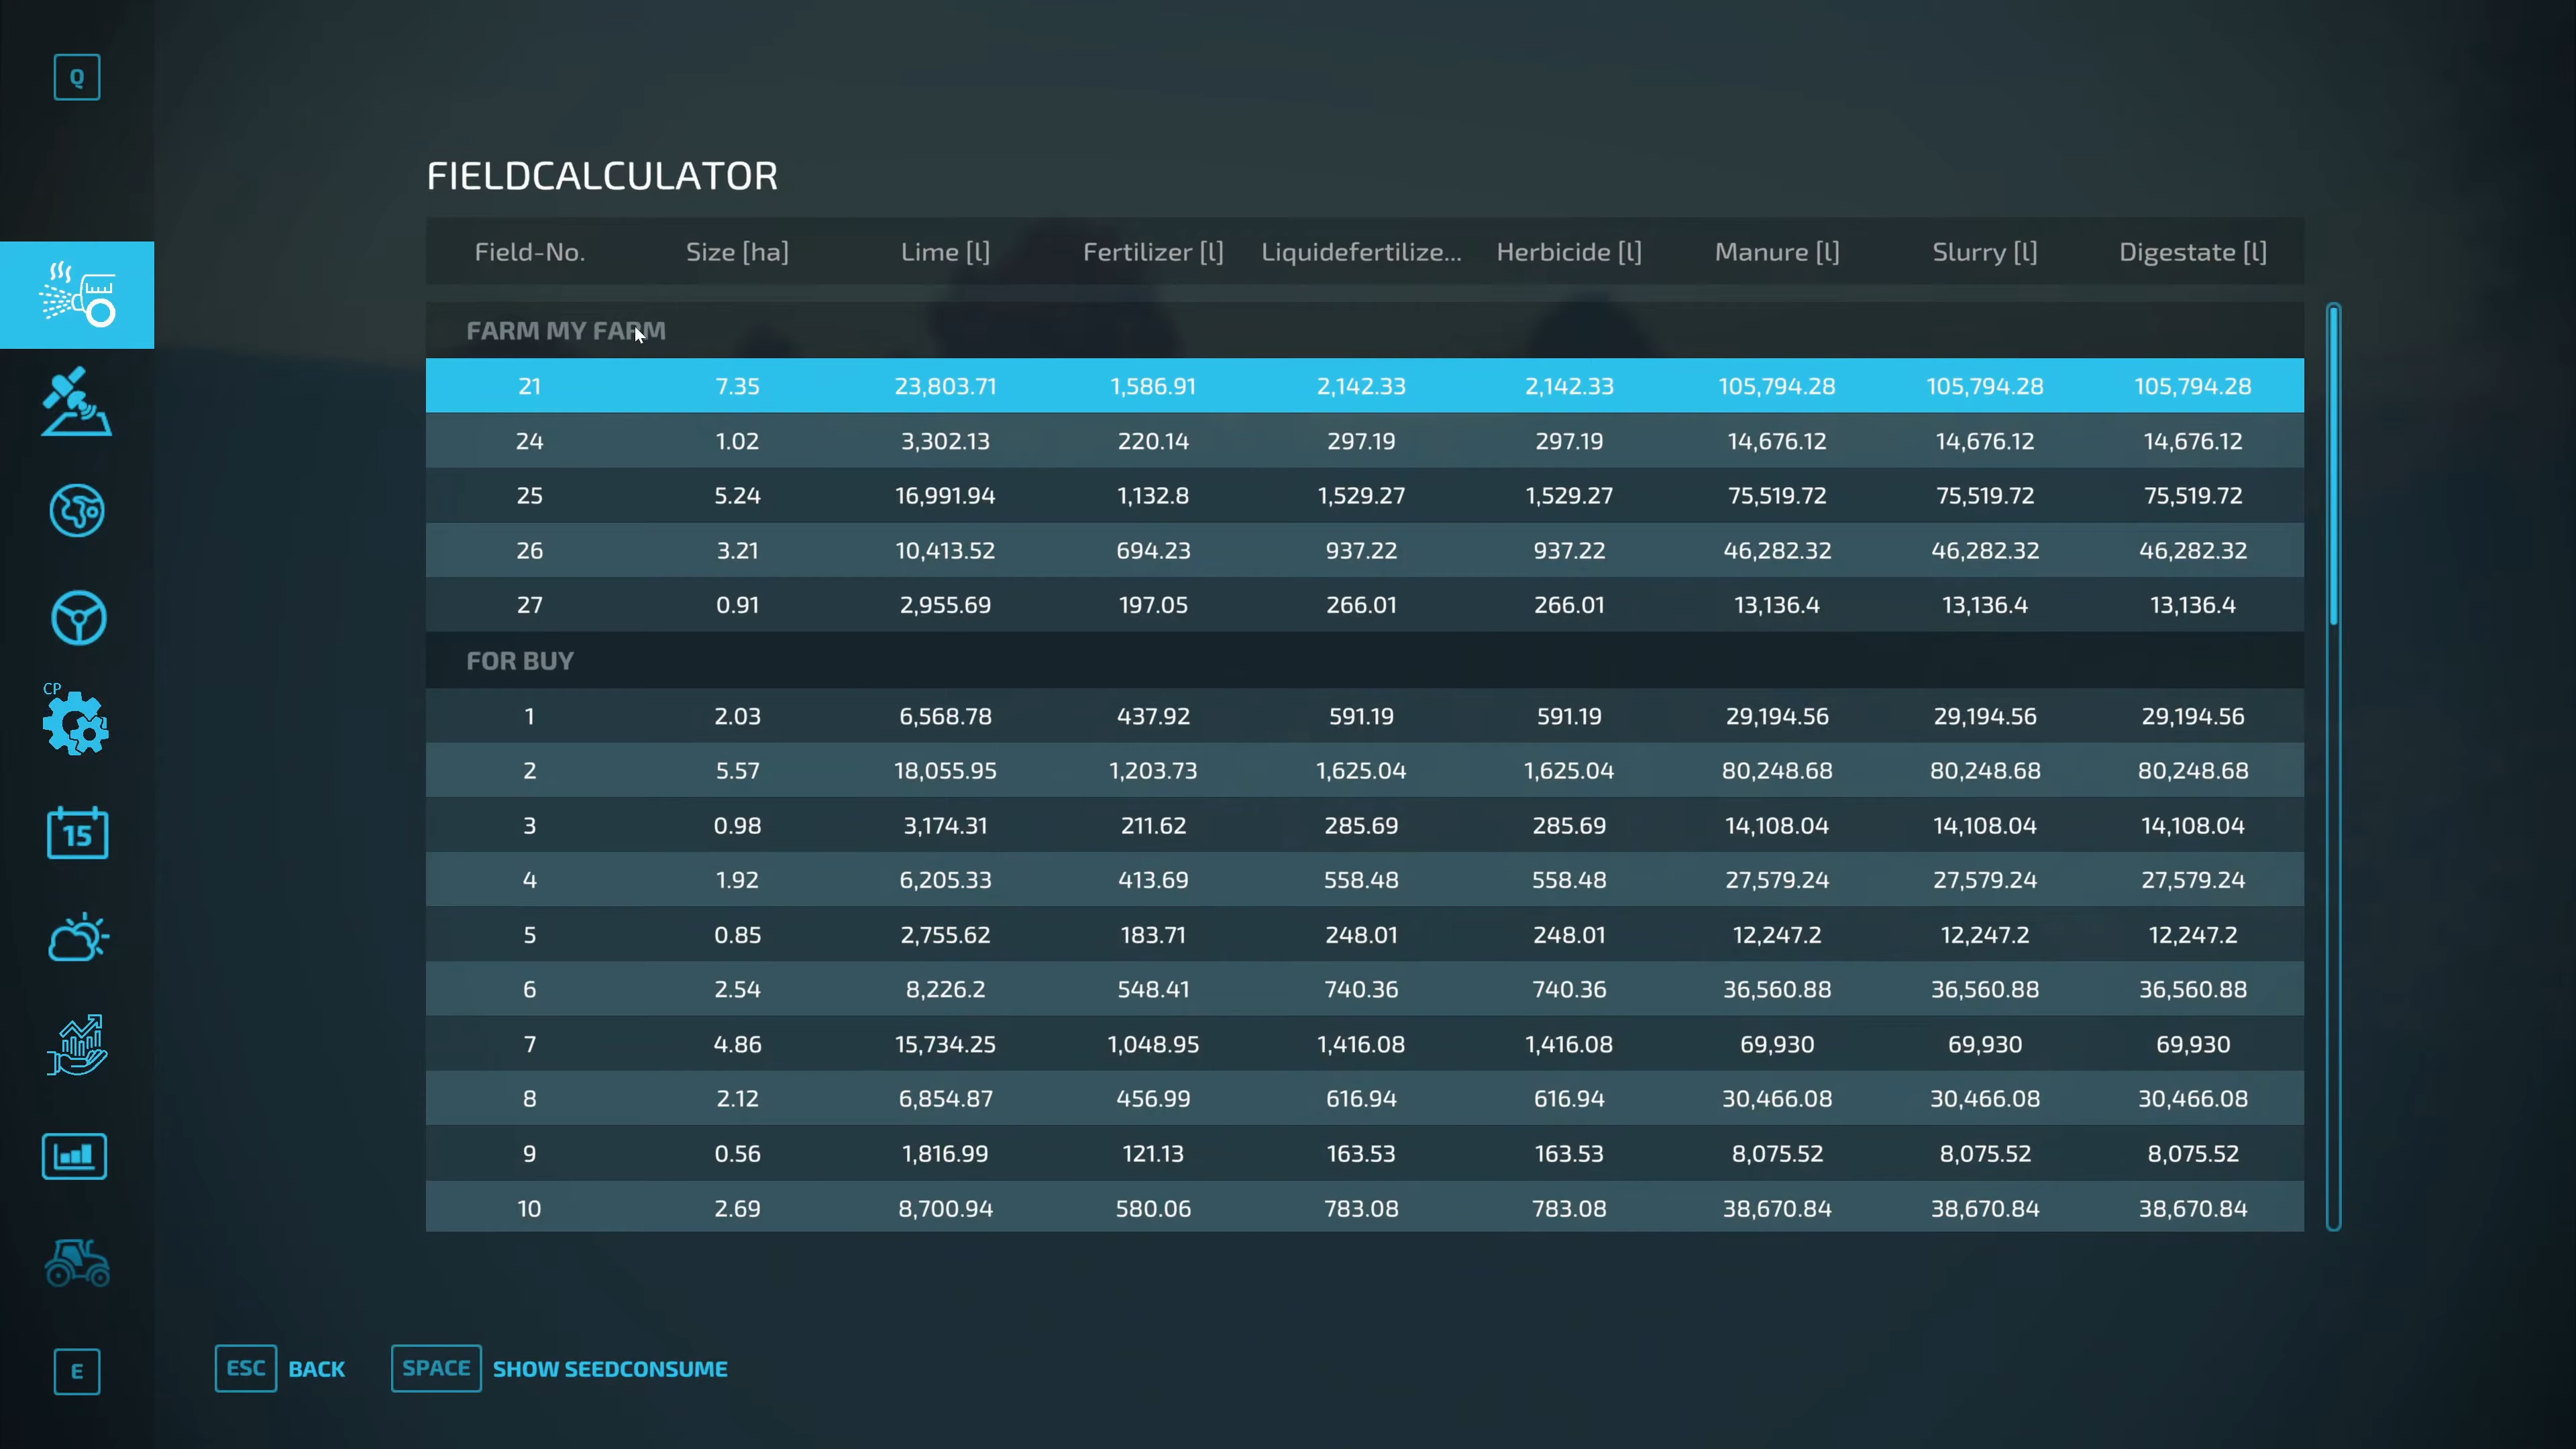 Q
FIELDCALCULATOR
Field-No. Size [ha] Lime [l] Fertilizer [l] Liquidefertilize... Herbicide [l] Manure [l] Slurry [l] Digestate [l]
FARM MY FARM
21 7.35 23,803.71 1,586.91 2,142.33 2,142.33 105,794.28 105,794.28 105,794.28
24 1.02 3,302.13 220.14 297.19 297.19 14,676.12 14,676.12 14,676.12
25 5.24 16,991.94 1,132.8 1,529.27 1,529.27 75,519.72 75,519.72 75,519.72
26 3.21 10,413.52 694.23 937.22 937.22 46,282.32 46,282.32 46,282.32
27 0.91 2,955.69 197.05 266.01 266.01 13,136.4 13,136.4 13,136.4
FOR BUY
CP
1 2.03 6,568.78 437.92 591.19 591.19 29,194.56 29,194.56 29,194.56
2 5.57 18,055.95 1,203.73 1,625.04 1,625.04 80,248.68 80,248.68 80,248.68
15
3 0.98 3,174.31 211.62 285.69 285.69 14,108.04 14,108.04 14,108.04
4 1.92 6,205.33 413.69 558.48 558.48 27,579.24 27,579.24 27,579.24
5 0.85 2,755.62 183.71 248.01 248.01 12,247.2 12,247.2 12,247.2
6 2.54 8,226.2 548.41 740.36 740.36 36,560.88 36,560.88 36,560.88
7 4.86 15,734.25 1,048.95 1,416.08 1,416.08 69,930 69,930 69,930
8 2.12 6,854.87 456.99 616.94 616.94 30,466.08 30,466.08 30,466.08
9 0.56 1,816.99 121.13 163.53 163.53 8,075.52 8,075.52 8,075.52
10 2.69 8,700.94 580.06 783.08 783.08 38,670.84 38,670.84 38,670.84
E
ESC BACK SPACE SHOW SEEDCONSUME